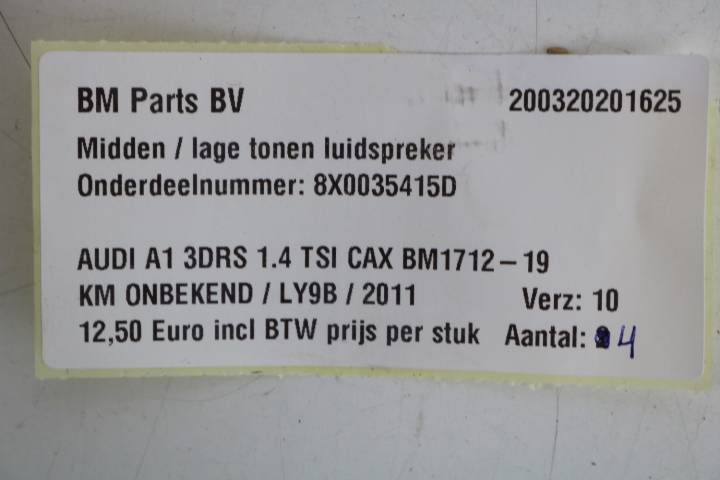 BM Parts BV 200320201625
Midden / lage tonen luidspreker
Onderdeelnummer: 8X0035415D
AUDI A1 3DRS 1.4 TSI CAX BM1712-19
KM ONBEKEND / LY9B / 2011 Verz: 10
12,50 Euro incl BTW prijs per stuk Aantal: 4